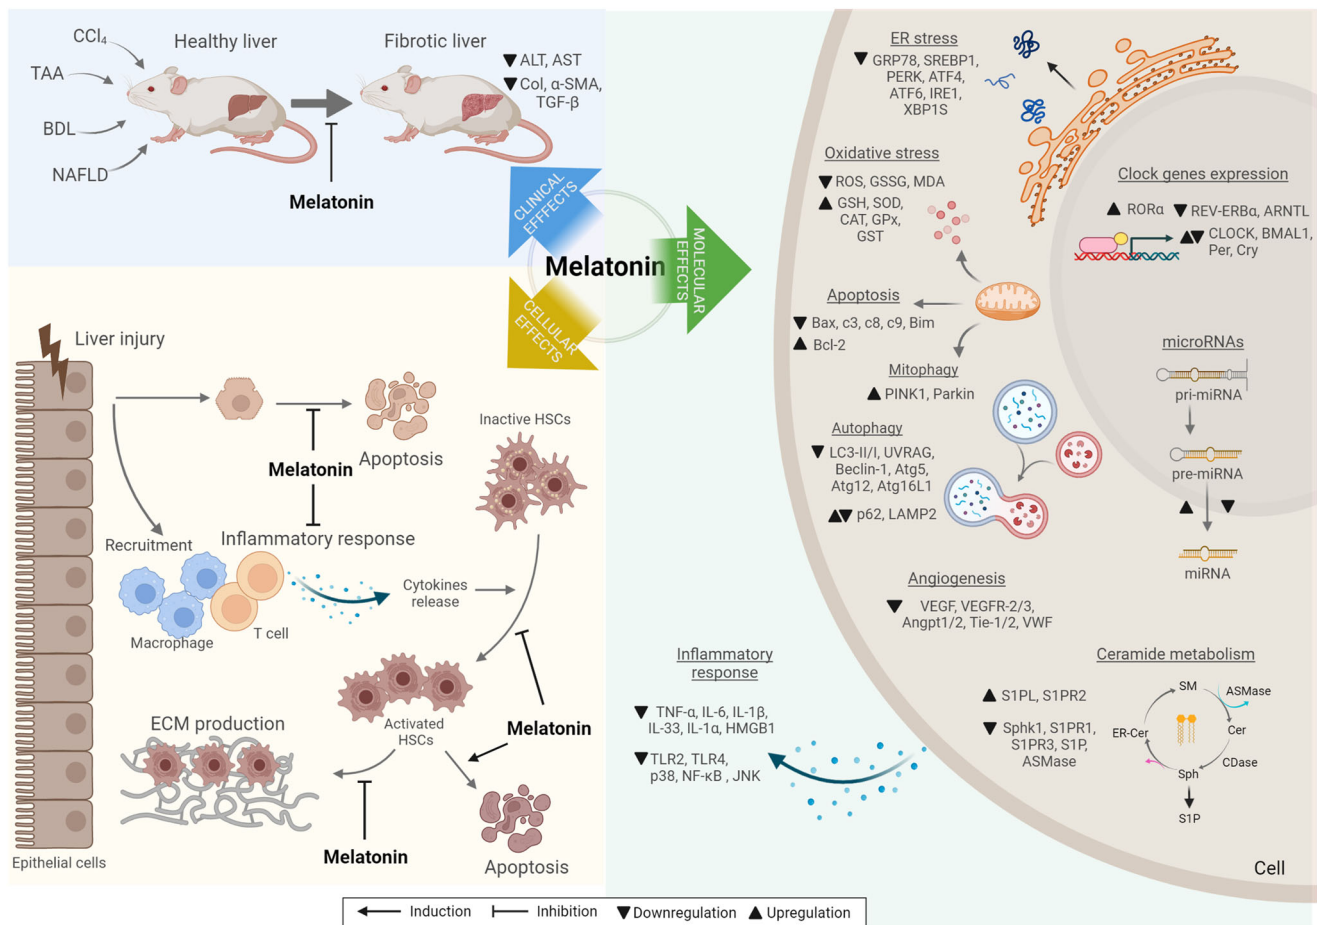 CCl4
TAA
BDL
NAFLD
Healthy liver
Fibrotic liver
▼ ALT, AST
▼ Col, α-SMA,
TGF-β
Melatonin
CLINICAL
EFFFECTS
Melatonin
MOLECULAR
EFFECTS
CELLULAR
EFFECTS
Liver injury
Apoptosis
Melatonin
Inactive HSCs
Recruitment
Inflammatory response
Macrophage
T cell
Cytokines
release
Activated
HSCs
Melatonin
ECM production
Melatonin
Apoptosis
Epithelial cells
ER stress
▼ GRP78, SREBP1,
PERK, ATF4,
ATF6, IRE1,
XBP1S
Oxidative stress
▼ ROS, GSSG, MDA
▲ GSH, SOD,
CAT, GPx,
GST
Clock genes expression
▲ RORα ▼ REV-ERBα, ARNTL
▲▼ CLOCK, BMAL1,
Per, Cry
Apoptosis
▼ Bax, c3, c8, c9, Bim
▲ Bcl-2
Mitophagy
▲ PINK1, Parkin
Autophagy
▼ LC3-II/I, UVRAG,
Beclin-1, Atg5,
Atg12, Atg16L1
▲▼ p62, LAMP2
microRNAs
pri-miRNA
pre-miRNA
▲ ▼
miRNA
Angiogenesis
▼ VEGF, VEGFR-2/3,
Angpt1/2, Tie-1/2, VWF
Inflammatory
response
▼ TNF-α, IL-6, IL-1β,
IL-33, IL-1α, HMGB1
▼ TLR2, TLR4,
p38, NF-κB , JNK
Ceramide metabolism
▲ S1PL, S1PR2
▼ Sphk1, S1PR1,
S1PR3, S1P,
ASMase
SM
ASMase
Cer
CDase
Sph
ER-Cer
S1P
Cell
Induction
Inhibition
▼ Downregulation
▲ Upregulation